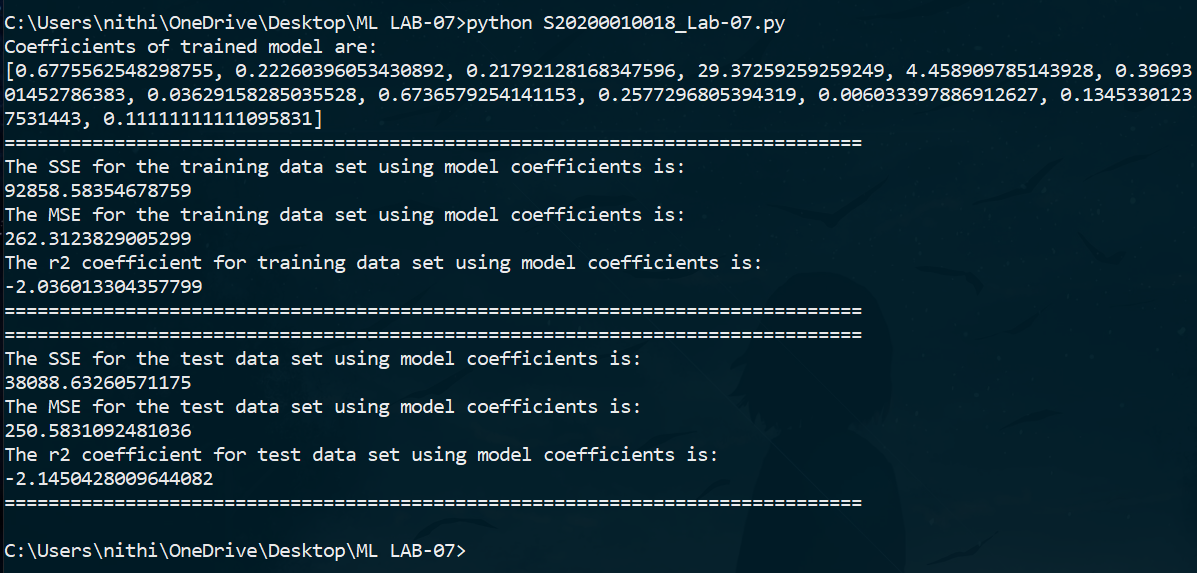 C:\Users\nithi\OneDrive\Desktop\ML LAB-07>python S20200010018_Lab-07.py
Coefficients of trained model are:
[0.6775562548298755, 0.22260396053430892, 0.21792128168347596, 29.37259259259249, 4.458909785143928, 0.3969
01452786383, 0.03629158285035528, 0.6736579254141153, 0.2577296805394319, 0.006033397886912627, 0.1345330123
7531443, 0.11111111111095831]
==============================================================================
The SSE for the training data set using model coefficients is:
92858.58354678759
The MSE for the training data set using model coefficients is:
262.3123829005299
The r2 coefficient for training data set using model coefficients is:
-2.036013304357799
==============================================================================
==============================================================================
The SSE for the test data set using model coefficients is:
38088.63260571175
The MSE for the test data set using model coefficients is:
250.5831092481036
The r2 coefficient for test data set using model coefficients is:
-2.1450428009644082
==============================================================================
C:\Users\nithi\OneDrive\Desktop\ML LAB-07>